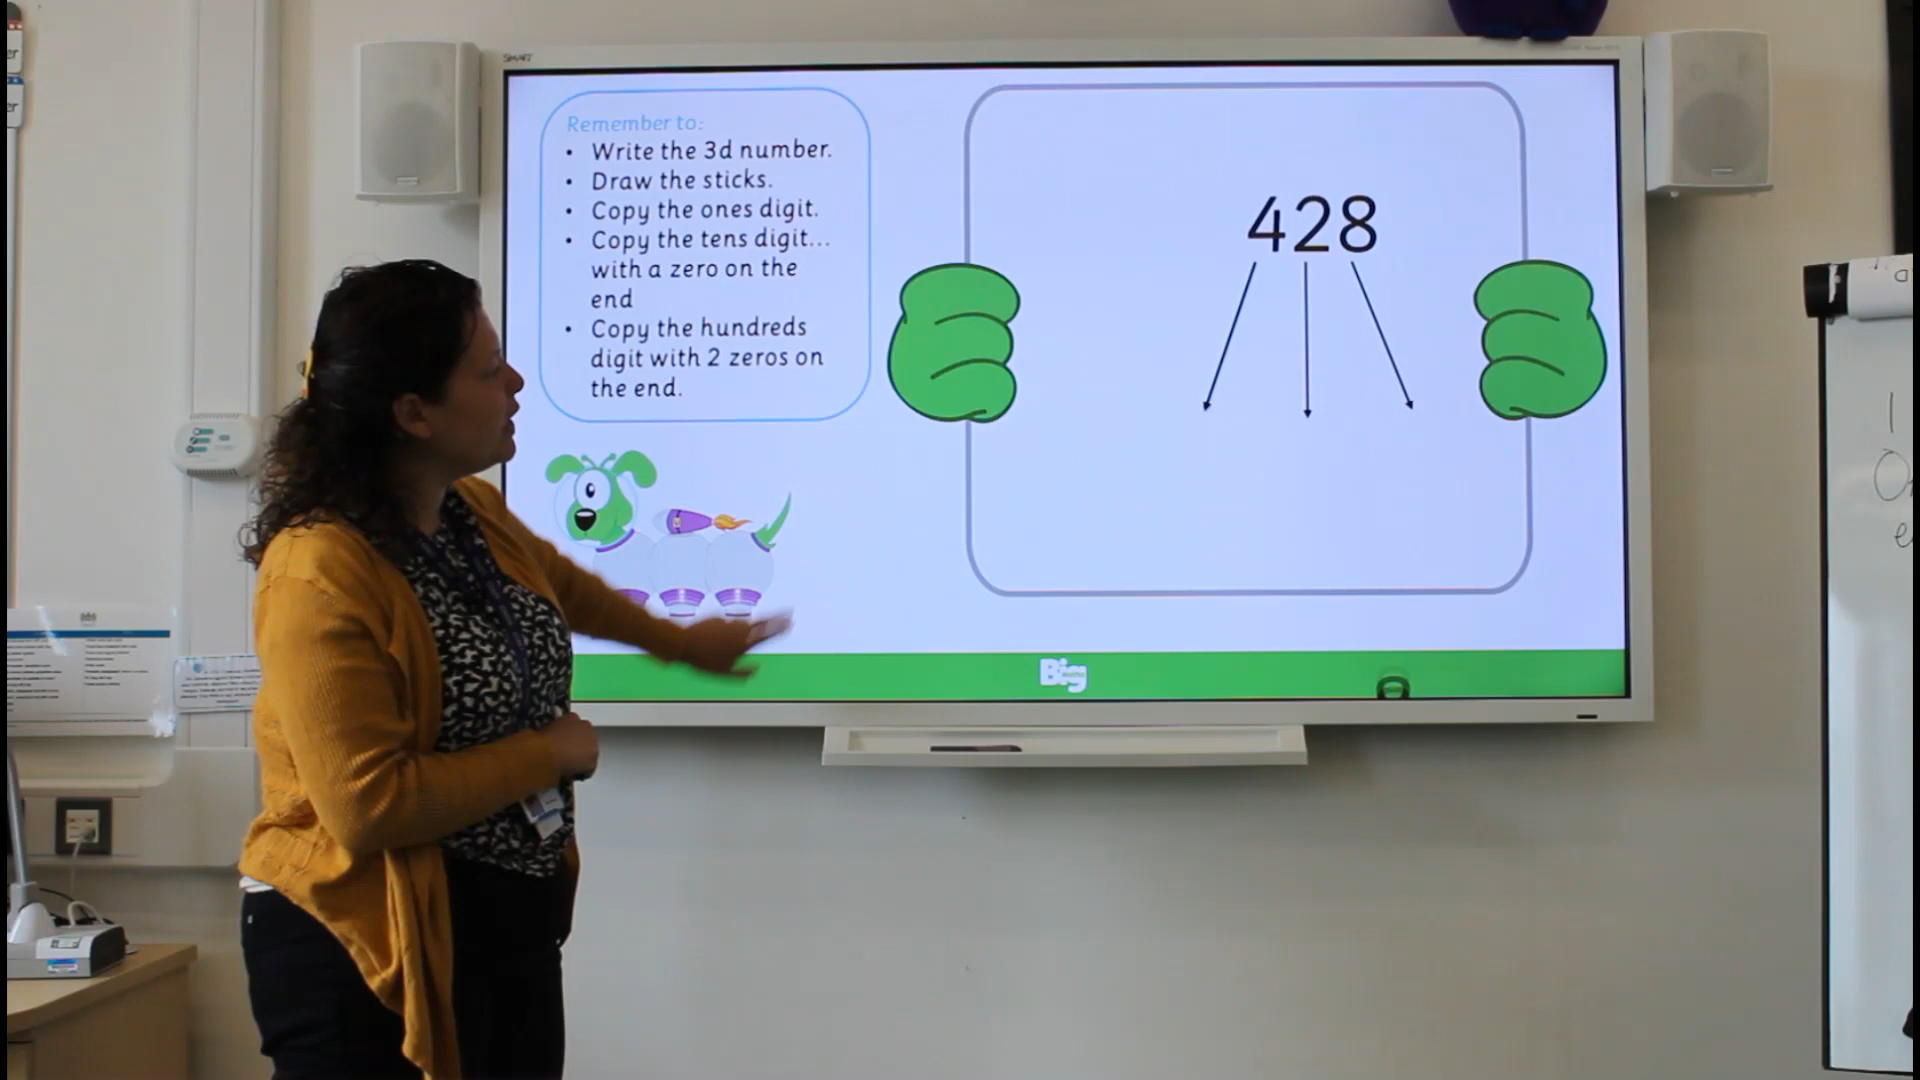 SMART
Remember to:
• Write the 3d number.
• Draw the sticks.
• Copy the ones digit.
• Copy the tens digit...
with a zero on the
end
• Copy the hundreds
digit with 2 zeros on
the end.
428
Big